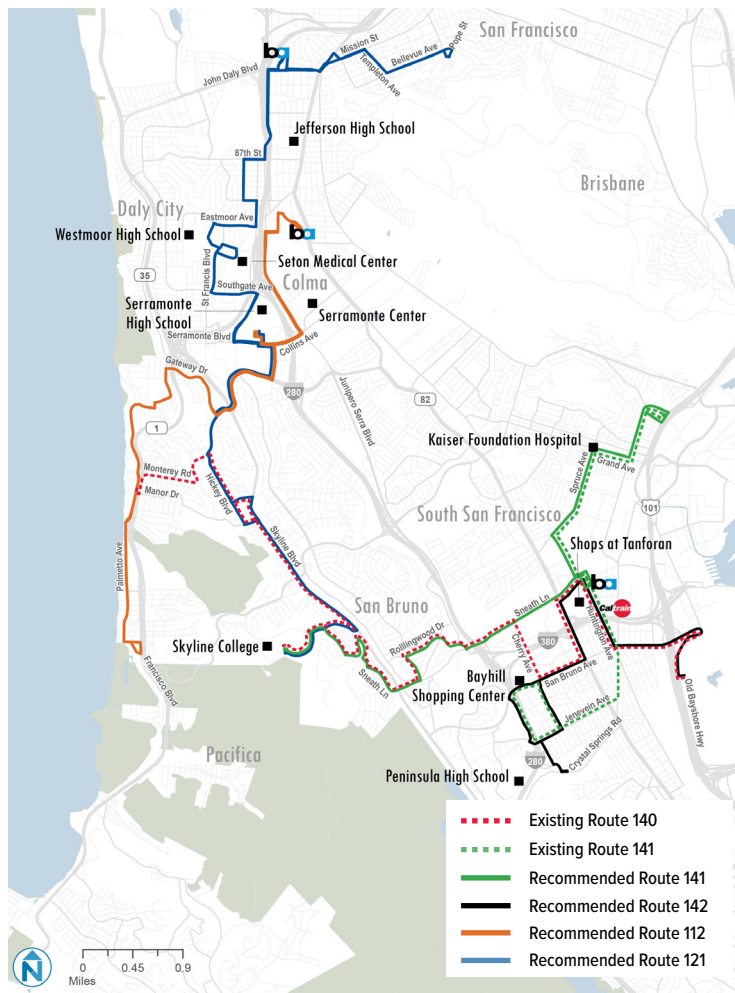 San Francisco
Mission St
Pope St
ba
Bellevue Ave
Templeton Ave
John Daly Blvd
Jefferson High School
87th St
Brisbane
Daly City
Eastmoor Ave
Westmoor High School
ba
Seton Medical Center
35
St Francis Blvd
Colma
Southgate Ave
Serramonte
High School
Serramonte Center
Serramonte Blvd
Collins Ave
Gateway Dr
280
Junipero Serra Blvd
82
1
Kaiser Foundation Hospital
Grand Ave
Spruce Ave
Monterey Rd
Manor Dr
Hickey Blvd
101
South San Francisco
Skyline Blvd
Shops at Tanforan
Palmetto Ave
ba
Caltrain
Sneath Ln
San Bruno
Huntington Ave
Rolllingwood Dr
380
Skyline College
Cherry Ave
San Bruno Ave
Francisco Blvd
Sneath Ln
Bayhill
Shopping Center
Old Bayshore Hwy
Jenevein Ave
Crystal Springs Rd
Pacifica
280
Peninsula High School
Existing Route 140
Existing Route 141
Recommended Route 141
Recommended Route 142
Recommended Route 112
Recommended Route 121
N
0 0.45 0.9
Miles